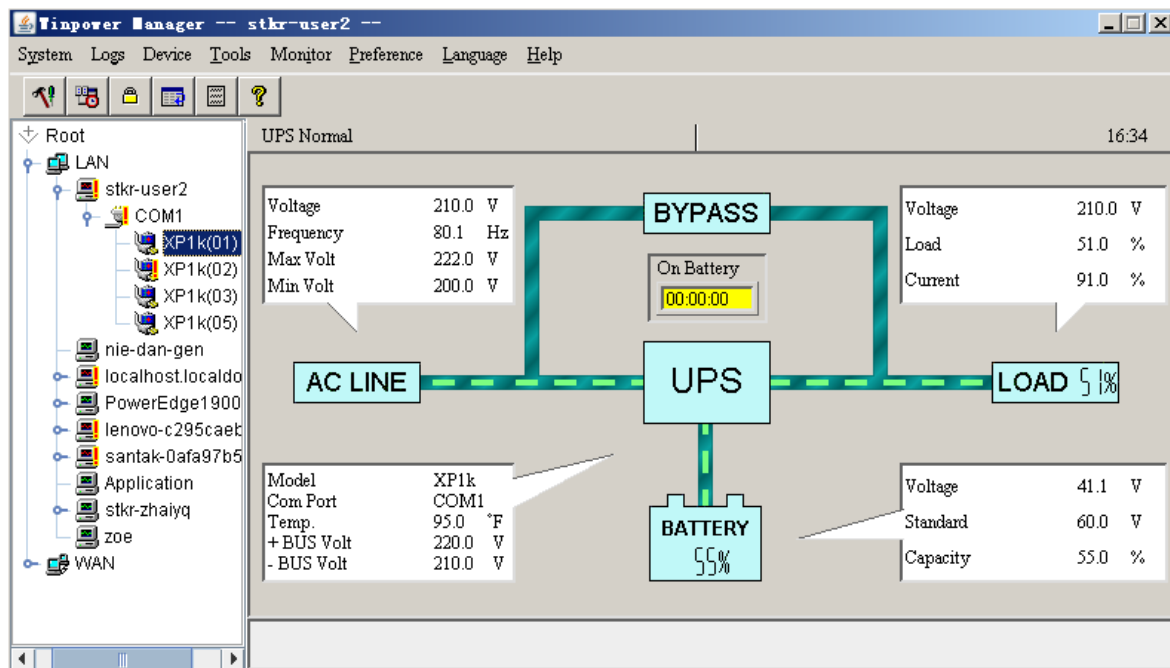 Winpower Manager -- stkr-user2 --
System Logs Device Tools Monitor Preference Language Help
Root
LAN
stkr-user2
COM1
XP1k(01)
XP1k(02)
XP1k(03)
XP1k(05)
nie-dan-gen
localhost.localdo
PowerEdge1900
lenovo-c295caeb
santak-0afa97b5
Application
stkr-zhaiyq
zoe
WAN
UPS Normal
16:34
Voltage 210.0 V
Frequency 80.1 Hz
Max Volt 222.0 V
Min Volt 200.0 V
BYPASS
On Battery
00:00:00
Voltage 210.0 V
Load 51.0 %
Current 91.0 %
AC LINE
UPS
LOAD 51%
Model XP1k
Com Port COM1
Temp. 95.0 °F
+ BUS Volt 220.0 V
- BUS Volt 210.0 V
BATTERY
55%
Voltage 41.1 V
Standard 60.0 V
Capacity 55.0 %